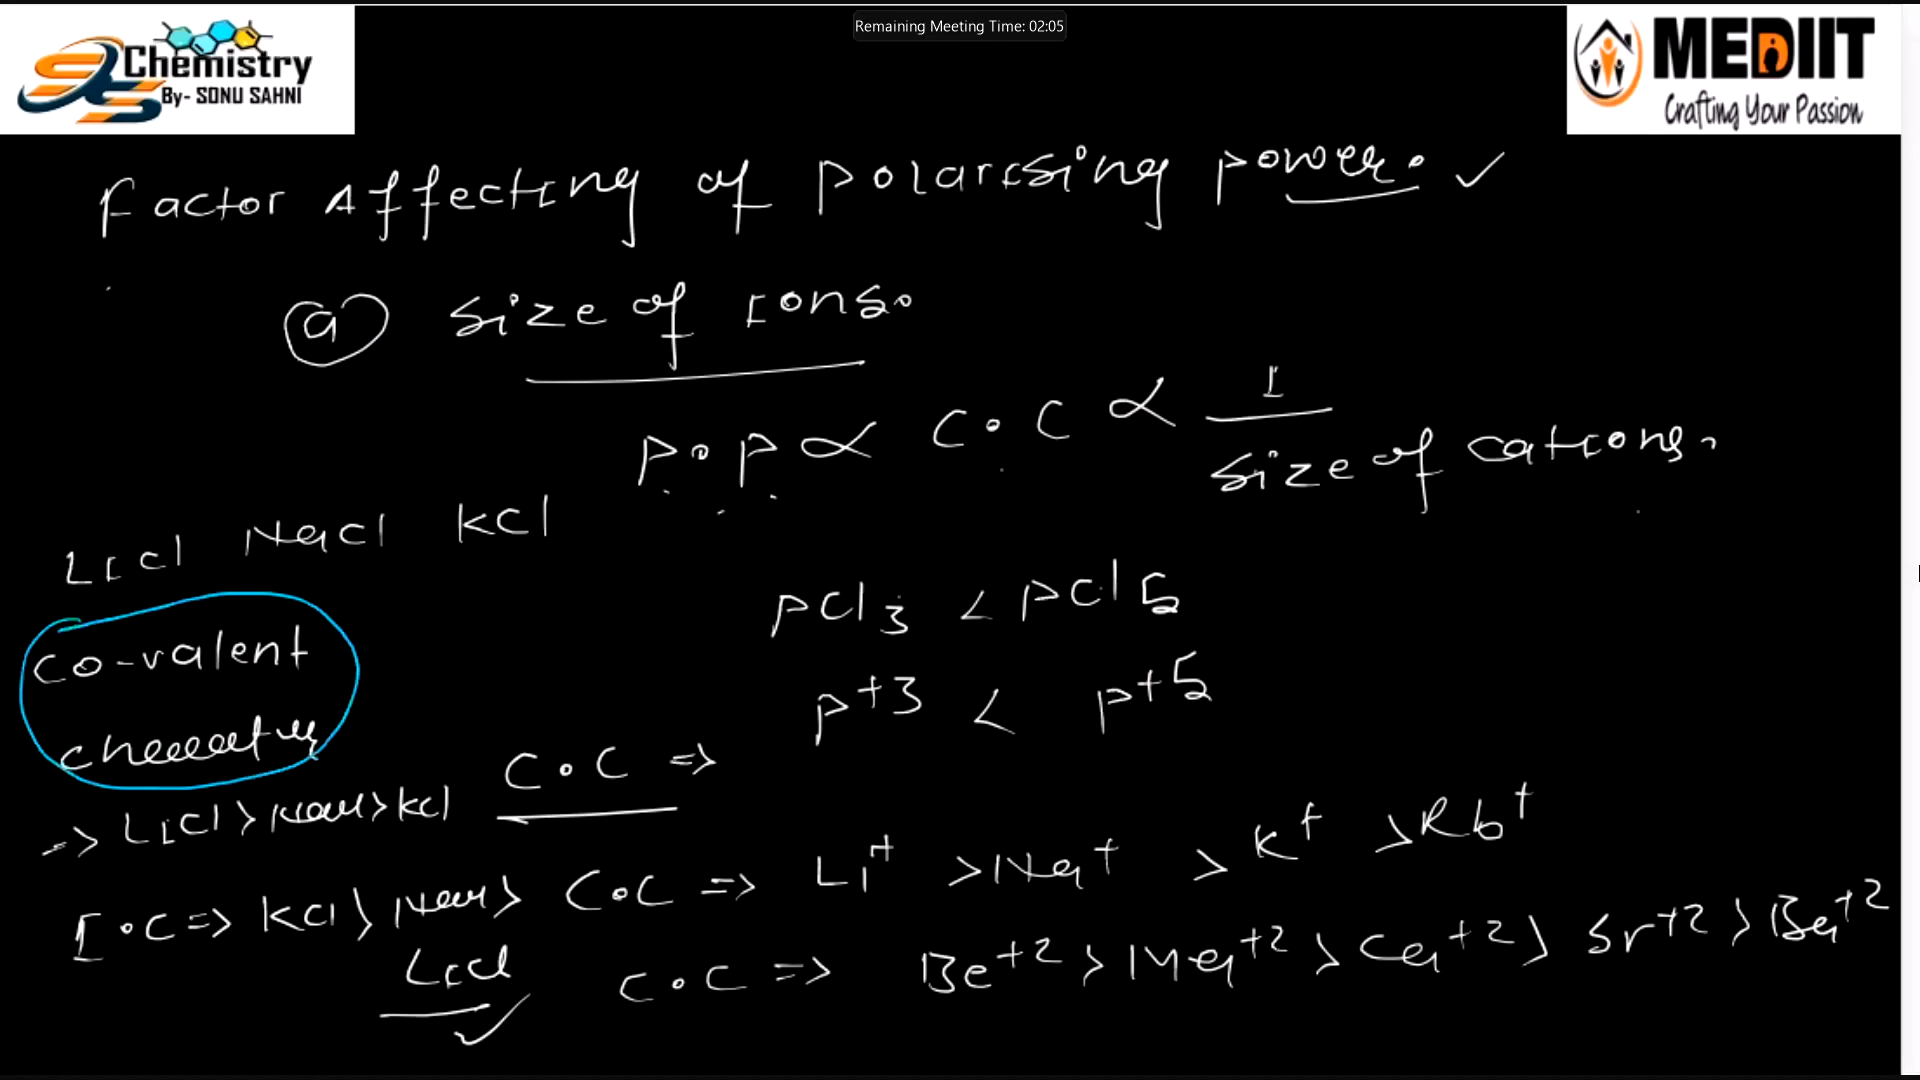 Remaining Meeting Time: 02:05
Chemistry
By- SONU SAHNI
MEDIIT
Crafting Your Passion
Factor Affecting of polarising power.
(a) Size of ions.
P.P ∝ C.C ∝ 1 / Size of cations.
LiCl NaCl KCl
PCl3 < PCl5
Co-valent
P+3 < P+5
C.C =>
=> LiCl > NaCl > KCl
C.C => Li+ > Na+ > K+ > Rb+
I.C => KCl > NaCl >
LiCl
C.C => Be+2 > Mg+2 > Ca+2 > Sr+2 > Ba+2